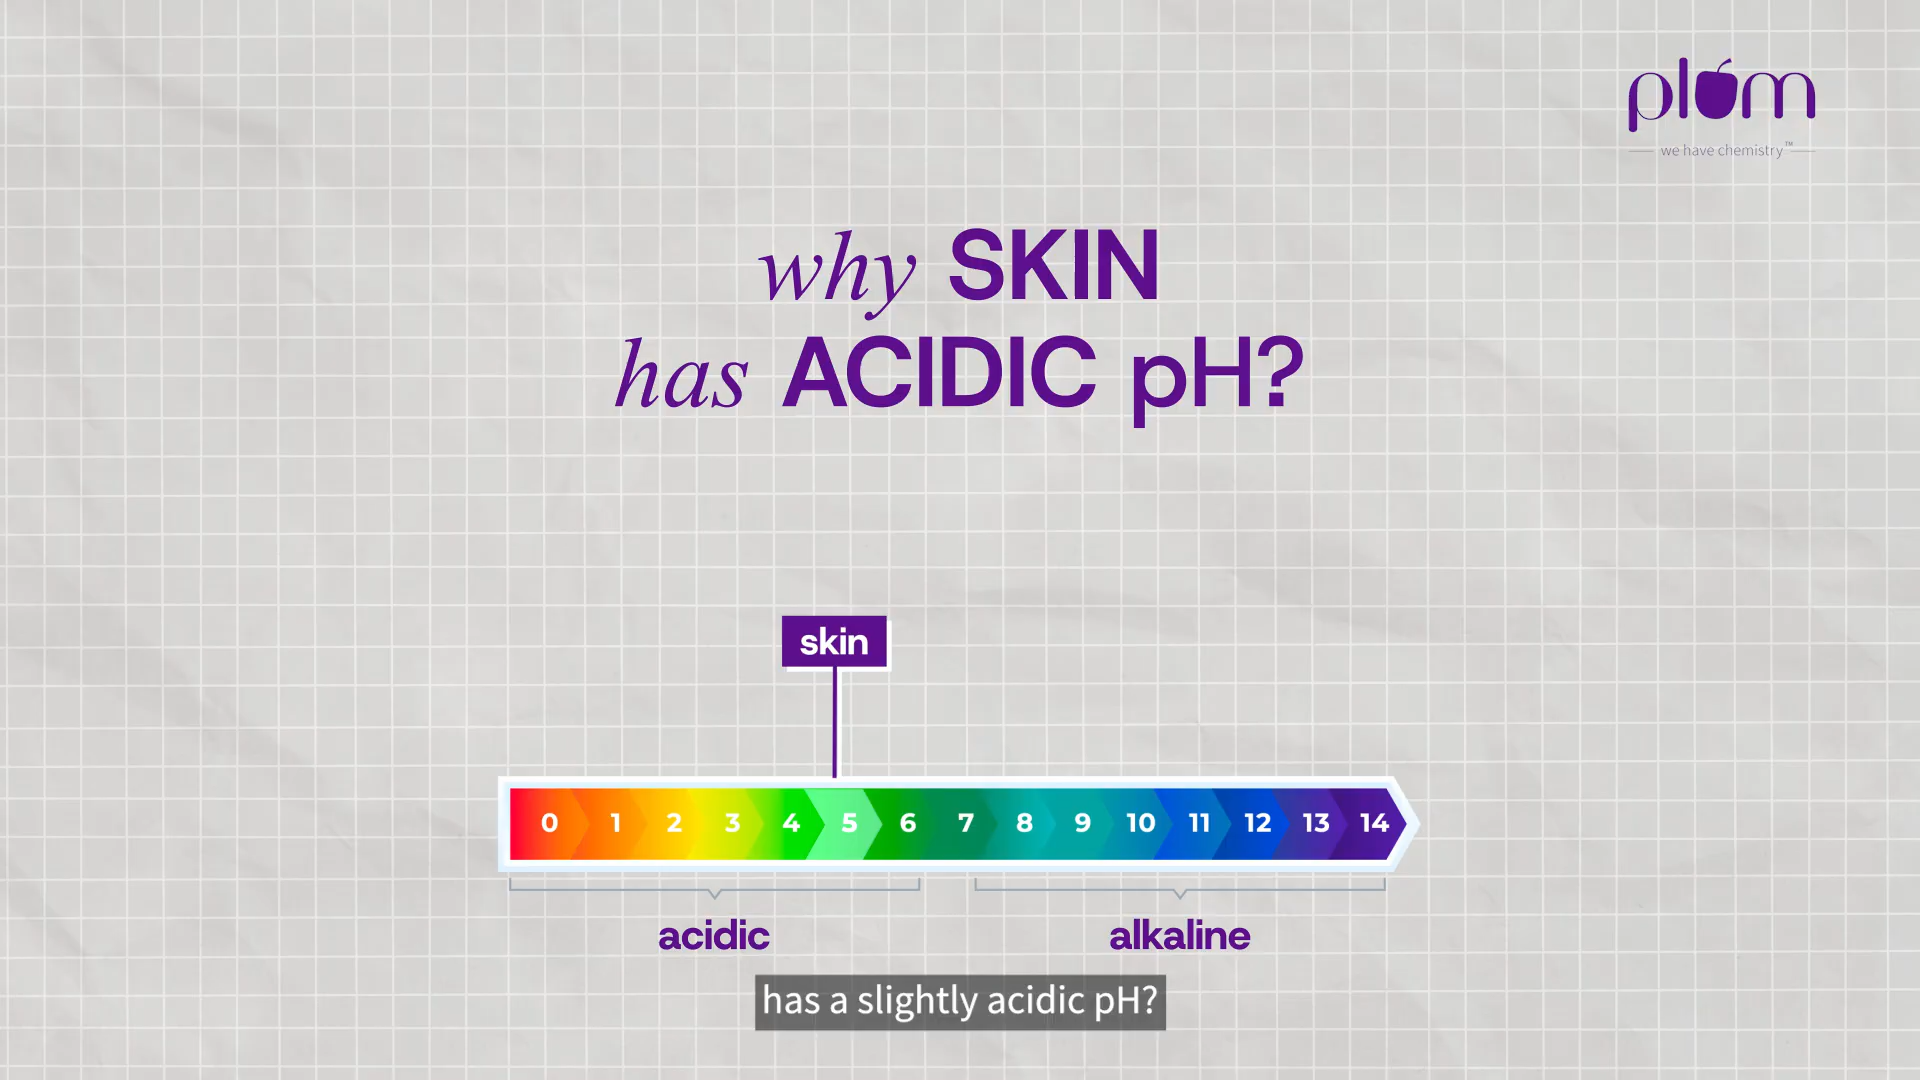 plum
we have chemistry™
why SKIN
has ACIDIC pH?
skin
0 1 2 3 4 5 6 7 8 9 10 11 12 13 14
acidic alkaline
has a slightly acidic pH?